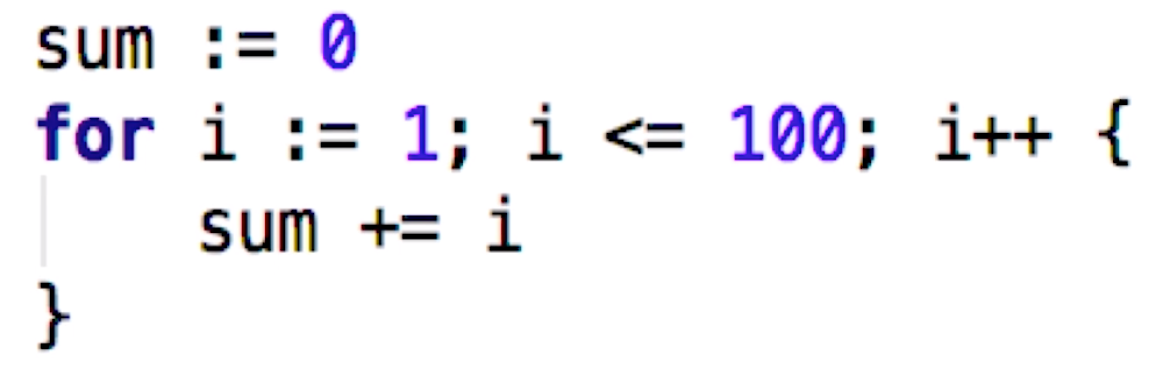 sum := 0
for i := 1; i <= 100; i++ {
    sum += i
}